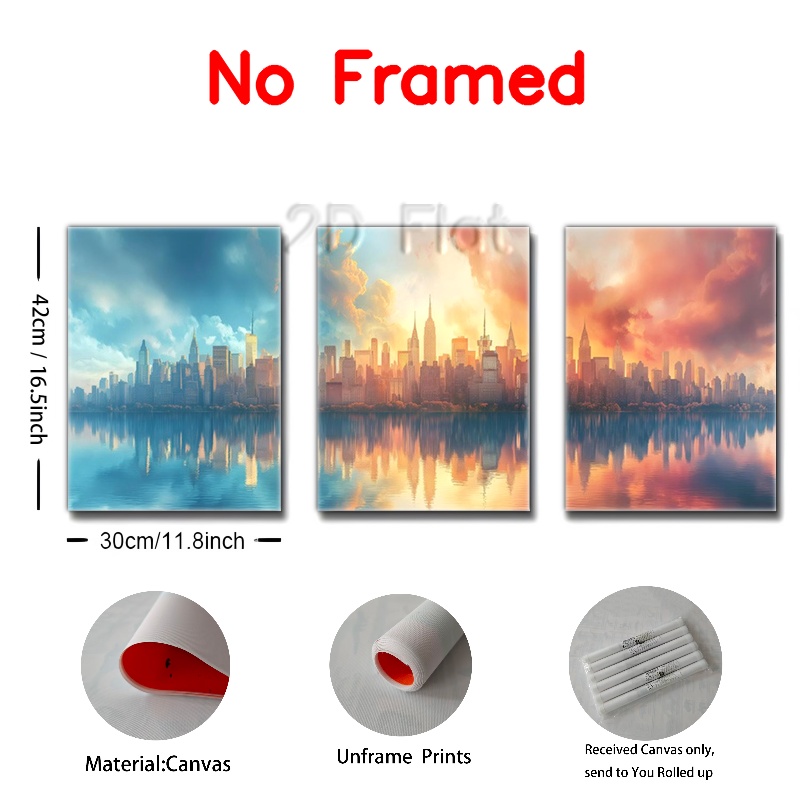 No Framed
2D Flat
42cm / 16.5inch
30cm/11.8inch
Material:Canvas
Unframe Prints
Received Canvas only,
send to You Rolled up